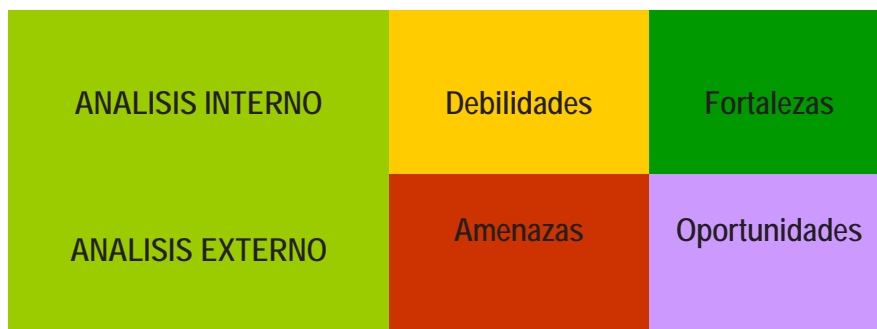 ANALISIS INTERNO
Debilidades
Fortalezas
ANALISIS EXTERNO
Amenazas
Oportunidades